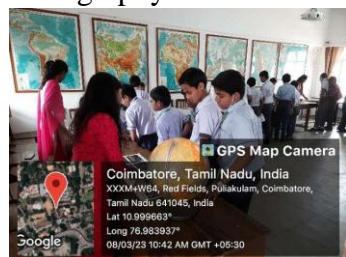 GPS Map Camera
Coimbatore, Tamil Nadu, India
XXXM+W64, Red Fields, Puliakulam, Coimbatore,
Tamil Nadu 641045, India
Lat 10.999663°
Long 76.983937°
08/03/23 10:42 AM GMT +05:30
Google